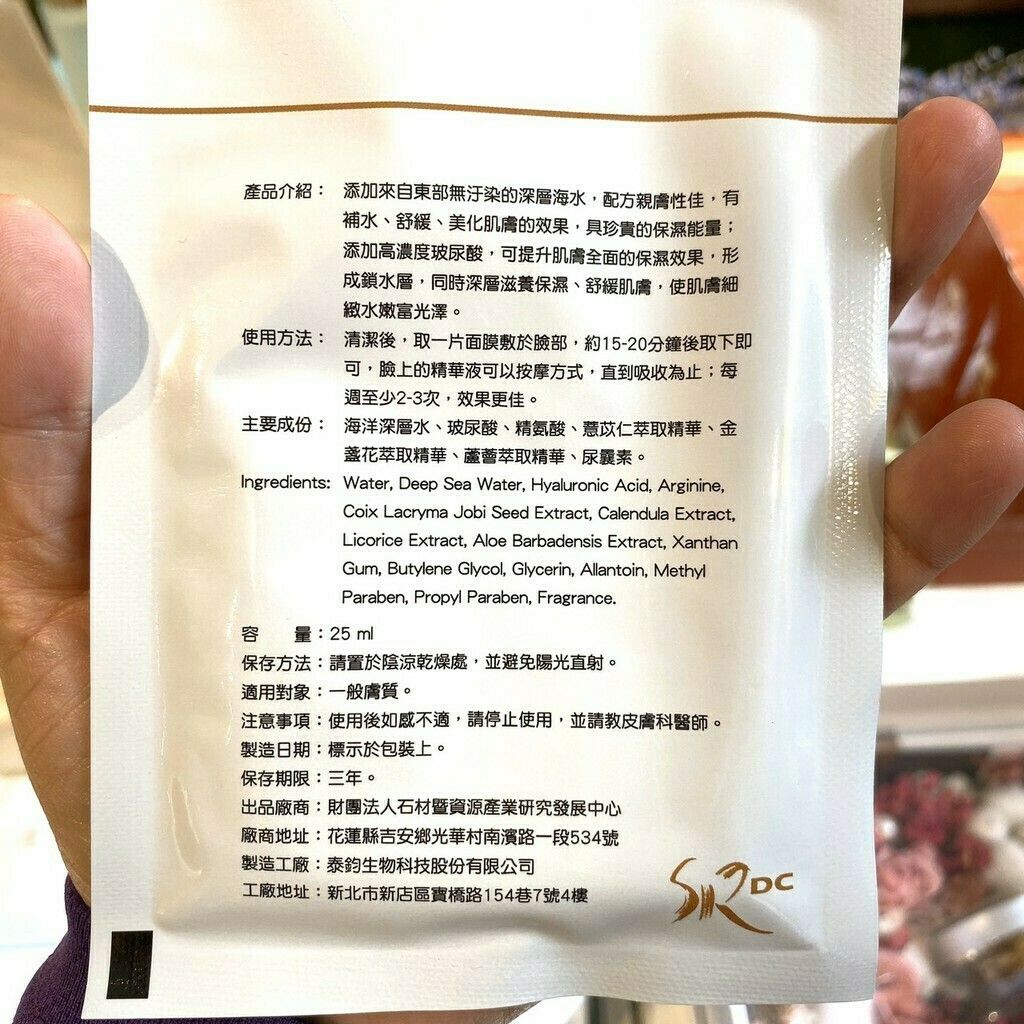 產品介紹：添加來自東部無汙染的深層海水，配方親膚性佳，有
補水、舒緩、美化肌膚的效果，具珍貴的保濕能量；
添加高濃度玻尿酸，可提升肌膚全面的保濕效果，形
成鎖水層，同時深層滋養保濕、舒緩肌膚，使肌膚細
緻水嫩富光澤。
使用方法：清潔後，取一片面膜敷於臉部，約15-20分鐘後取下即
可，臉上的精華液可以按摩方式，直到吸收為止；每
週至少2-3次，效果更佳。
主要成份：海洋深層水、玻尿酸、精氨酸、薏苡仁萃取精華、金
盞花萃取精華、蘆薈萃取精華、尿囊素。
Ingredients: Water, Deep Sea Water, Hyaluronic Acid, Arginine,
Coix Lacryma Jobi Seed Extract, Calendula Extract,
Licorice Extract, Aloe Barbadensis Extract, Xanthan
Gum, Butylene Glycol, Glycerin, Allantoin, Methyl
Paraben, Propyl Paraben, Fragrance.
容　　量：25 ml
保存方法：請置於陰涼乾燥處，並避免陽光直射。
適用對象：一般膚質。
注意事項：使用後如感不適，請停止使用，並請教皮膚科醫師。
製造日期：標示於包裝上。
保存期限：三年。
出品廠商：財團法人石材暨資源產業研究發展中心
廠商地址：花蓮縣吉安鄉光華村南濱路一段534號
製造工廠：泰鈞生物科技股份有限公司
工廠地址：新北市新店區寶橋路154巷7號4樓
SIRDC